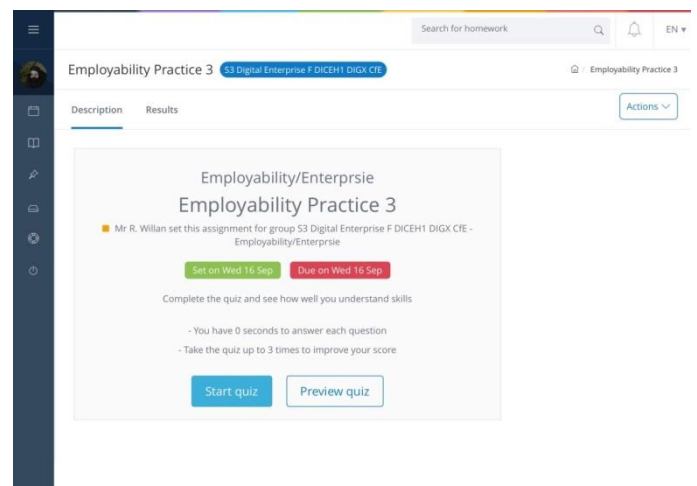 Search for homework
EN
Employability Practice 3
S3 Digital Enterprise F DICEH1 DIGX CfE
/ Employability Practice 3
Description
Results
Actions
Employability/Enterprsie
Employability Practice 3
Mr R. Willan set this assignment for group S3 Digital Enterprise F DICEH1 DIGX CfE -
Employability/Enterprsie
Set on Wed 16 Sep
Due on Wed 16 Sep
Complete the quiz and see how well you understand skills
- You have 0 seconds to answer each question
- Take the quiz up to 3 times to improve your score
Start quiz
Preview quiz